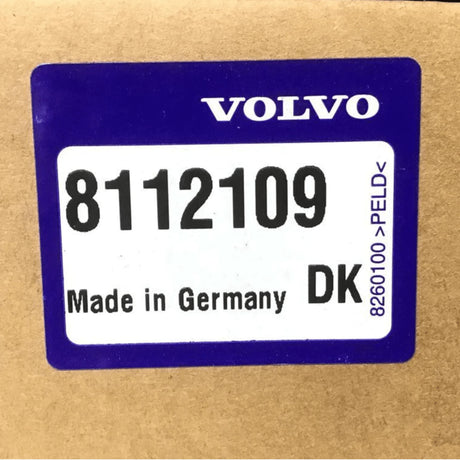 VOLVO
8112109
Made in Germany DK
8260100 >PELD<